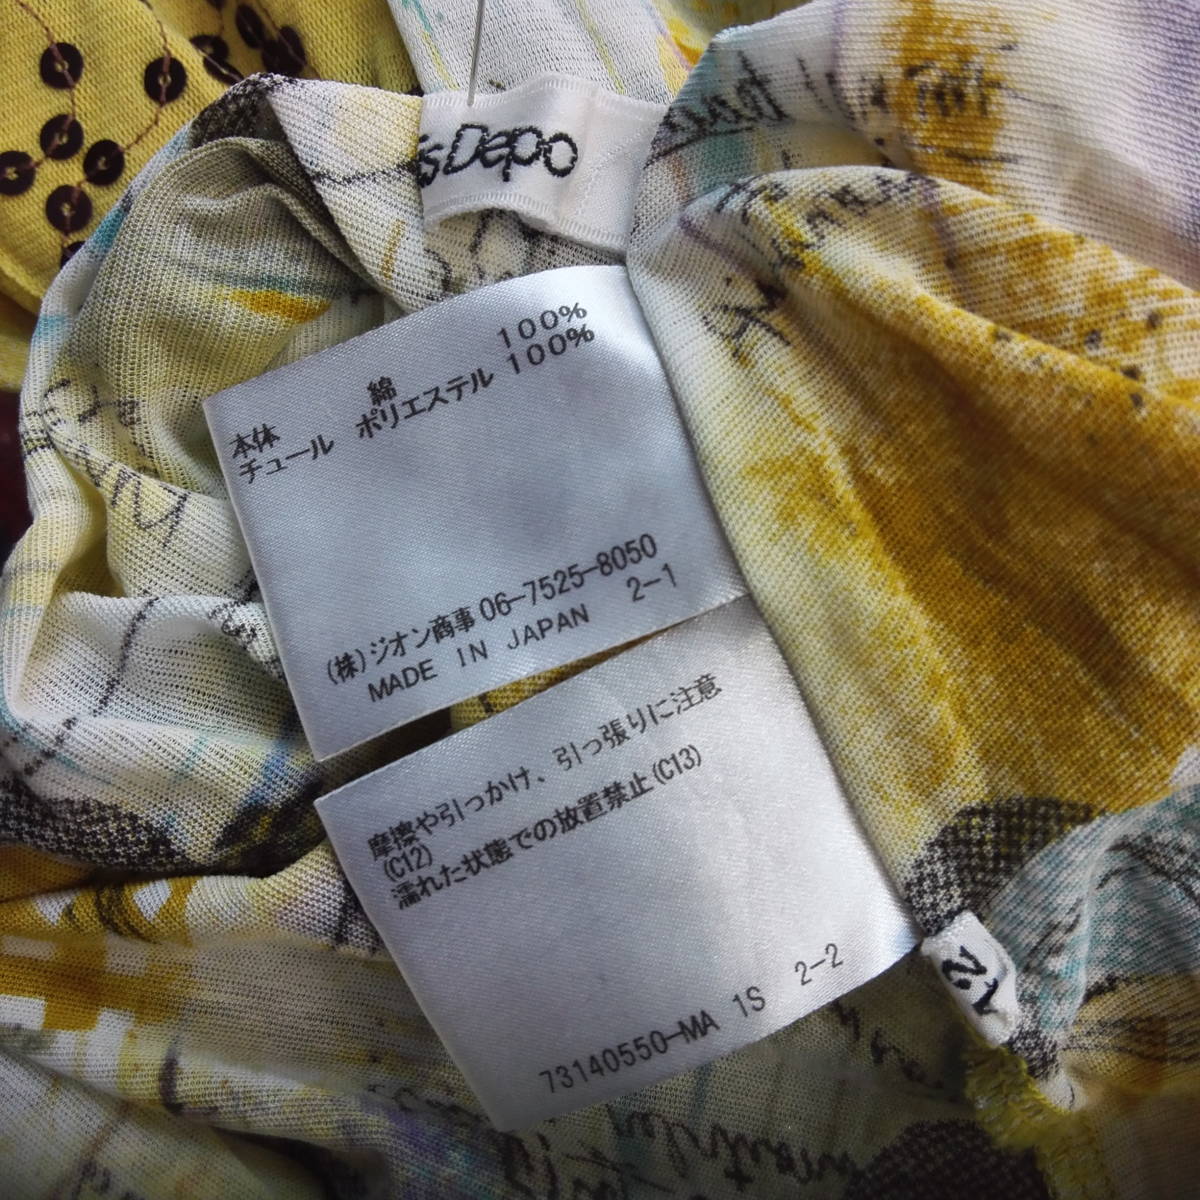 isDepo
綿 100%
本体
チュール ポリエステル 100%
(株)ジオン商事 06-7525-8050
MADE IN JAPAN 2-1
摩擦や引っかけ、引っ張りに注意
(C12)
濡れた状態での放置禁止(C13)
73140550-MA 1S 2-2